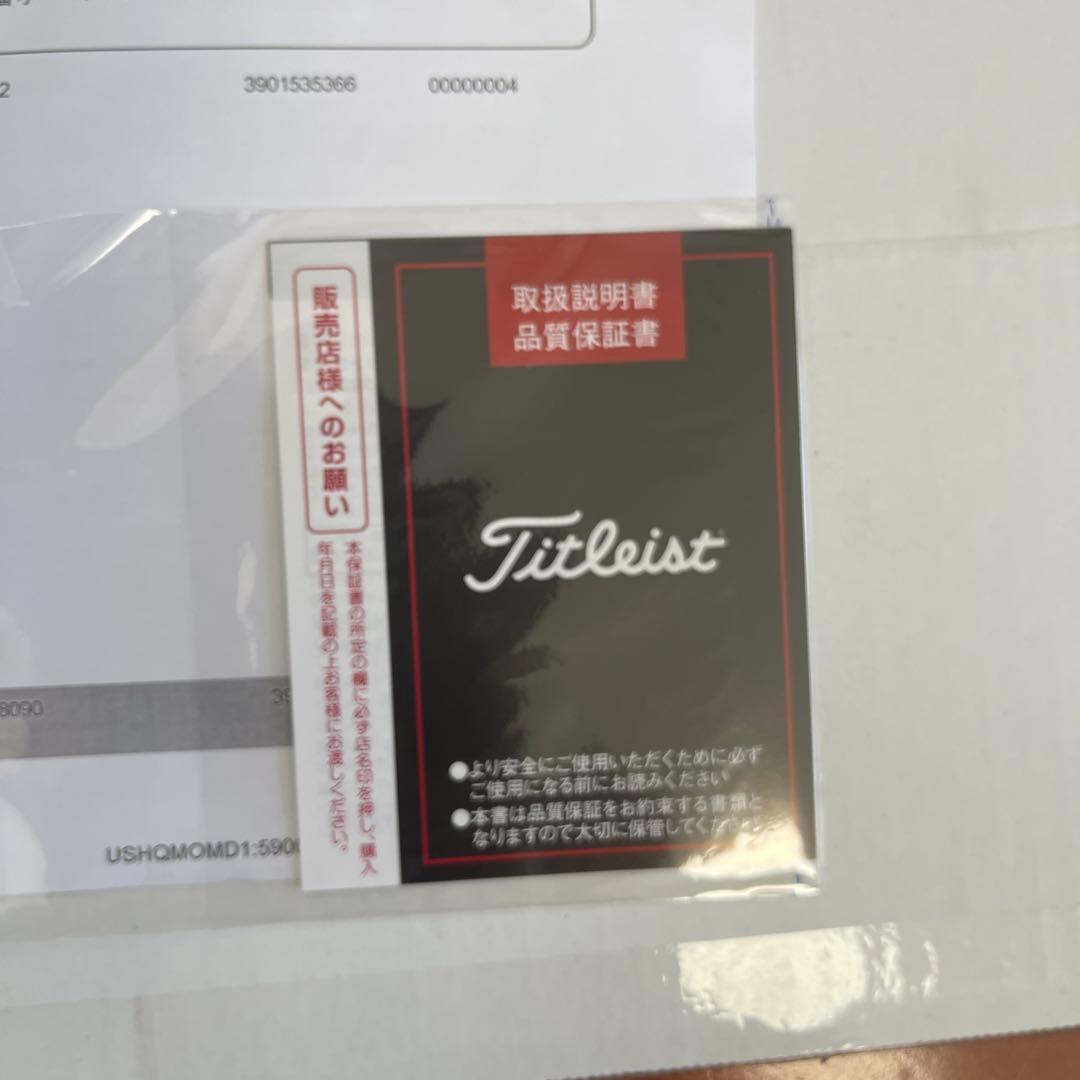 2 3901535366 00000004
取扱説明書
品質保証書
販売店様へのお願い
本保証書の所定の欄に必ず店名印を押し、購入
年月日を記載の上お客様にお渡しください。
Titleist
●より安全にご使用いただくために必ず
ご使用になる前にお読みください
●本書は品質保証をお約束する書類と
なりますので大切に保管してください
8090 39
USHQMOMD1:590